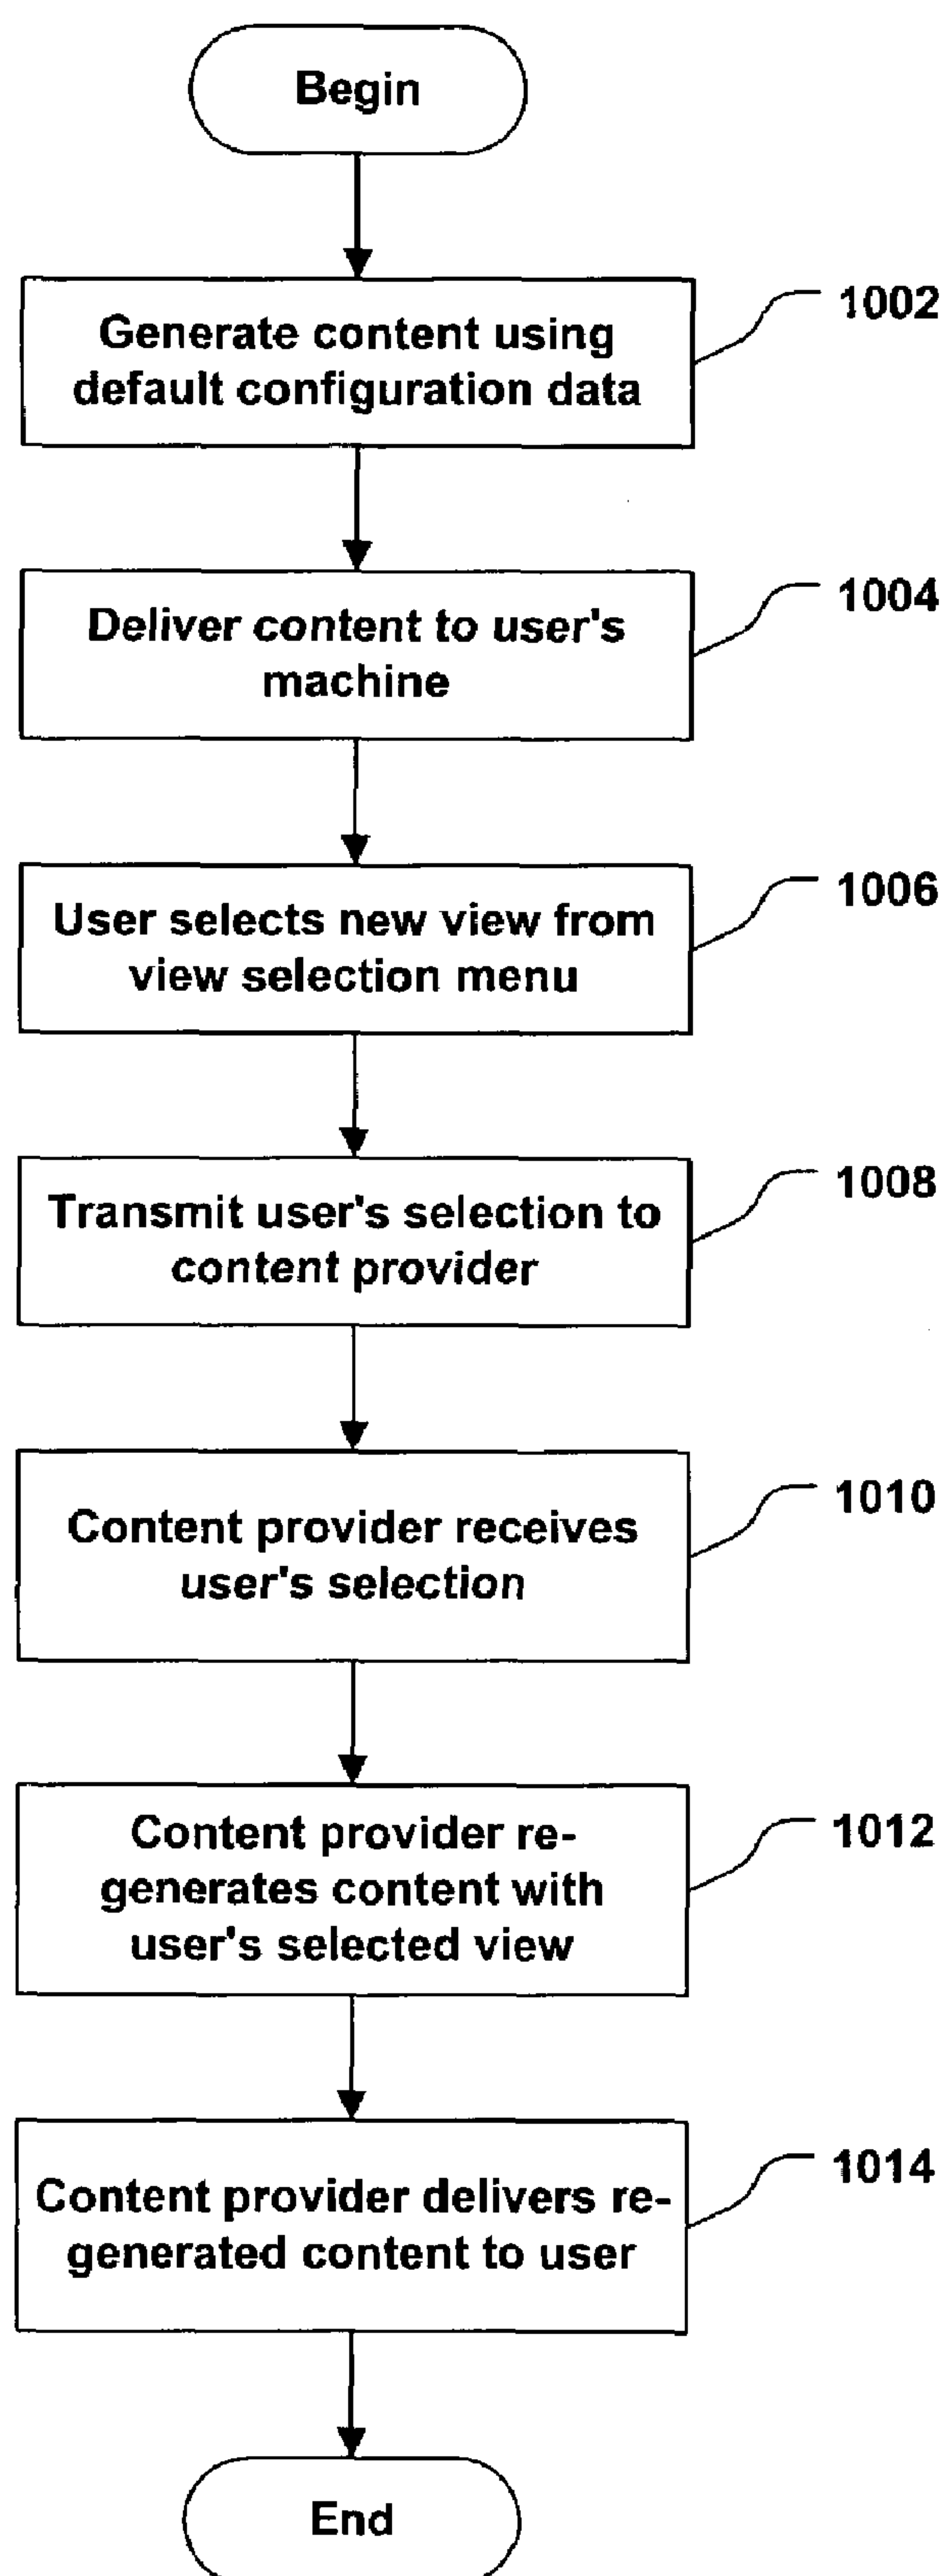 Begin
Generate content using
default configuration data
1002
Deliver content to user's
machine
1004
User selects new view from
view selection menu
1006
Transmit user's selection to
content provider
1008
Content provider receives
user's selection
1010
Content provider re-
generates content with
user's selected view
1012
Content provider delivers re-
generated content to user
1014
End